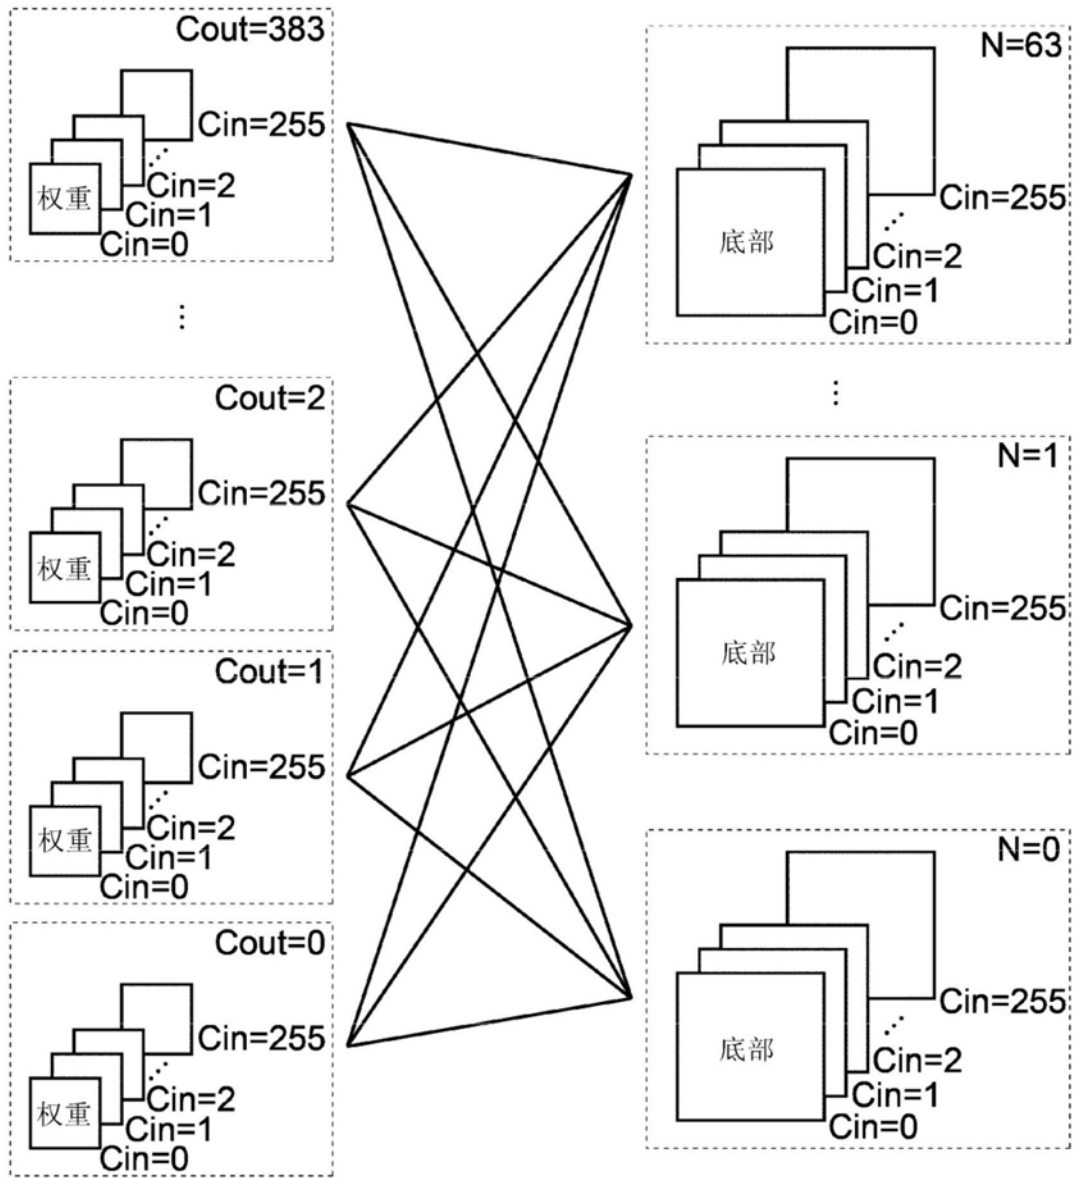 Cout=383
Cin=255
Cin=2
Cin=1
Cin=0
权重
⋮
Cout=2
Cin=255
Cin=2
Cin=1
Cin=0
权重
Cout=1
Cin=255
Cin=2
Cin=1
Cin=0
权重
Cout=0
Cin=255
Cin=2
Cin=1
Cin=0
权重
N=63
Cin=255
底部
Cin=2
Cin=1
Cin=0
⋮
N=1
Cin=255
底部
Cin=2
Cin=1
Cin=0
N=0
Cin=255
底部
Cin=2
Cin=1
Cin=0